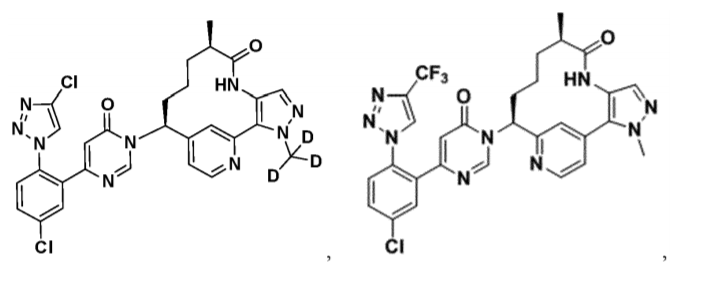 O O
Cl CF₃
HN HN
N N
N O N N O N
N N N N N N
N D N
N N
D D
N N
Cl , Cl ,